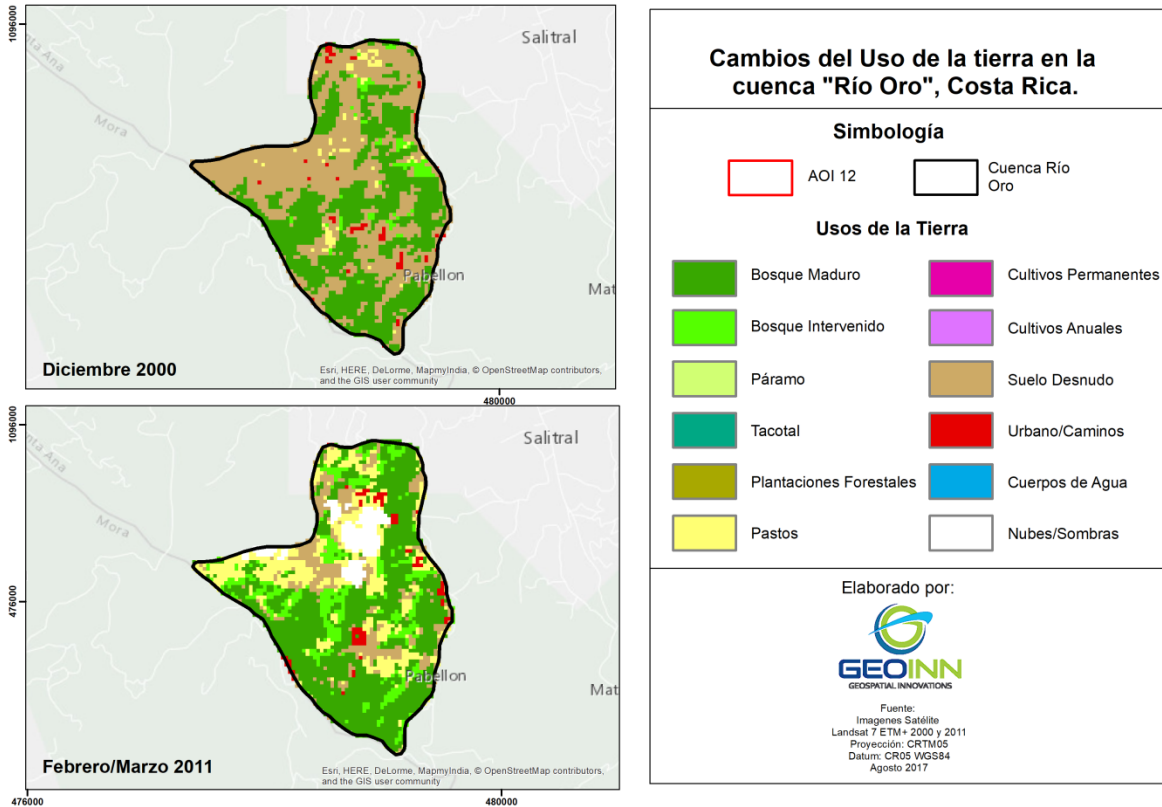 1096000
Salitral
nta Ana
Mora
Pabellon
Mat
Diciembre 2000
Esri, HERE, DeLorme, MapmyIndia, © OpenStreetMap contributors,
and the GIS user community
480000
1096000
Salitral
nta Ana
Mora
476000
Pabellon
Mat
Febrero/Marzo 2011
Esri, HERE, DeLorme, MapmyIndia, © OpenStreetMap contributors,
and the GIS user community
476000
480000
Cambios del Uso de la tierra en la
cuenca "Río Oro", Costa Rica.
Simbología
AOI 12
Cuenca Río
Oro
Usos de la Tierra
Bosque Maduro
Cultivos Permanentes
Bosque Intervenido
Cultivos Anuales
Páramo
Suelo Desnudo
Tacotal
Urbano/Caminos
Plantaciones Forestales
Cuerpos de Agua
Pastos
Nubes/Sombras
Elaborado por:
GEOINN
GEOSPATIAL INNOVATIONS
Fuente:
Imagenes Satélite
Landsat 7 ETM+ 2000 y 2011
Proyección: CRTM05
Datum: CR05 WGS84
Agosto 2017